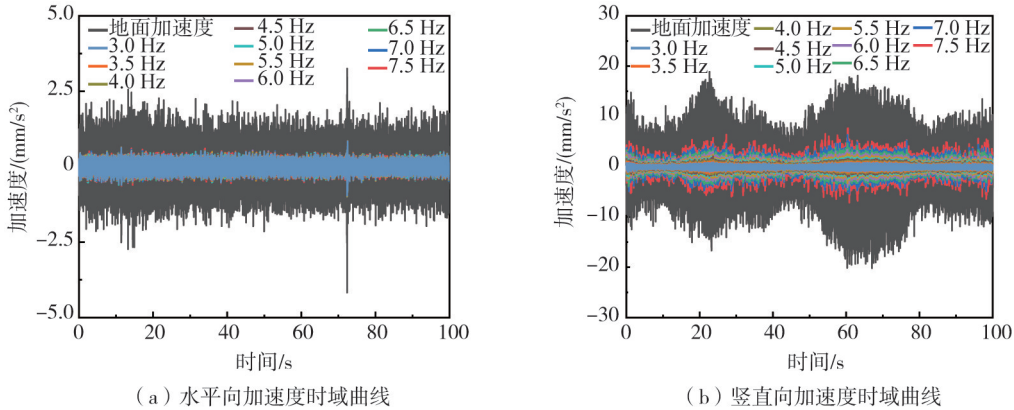 5.0
2.5
0
-2.5
-5.0
加速度/(mm/s²)
地面加速度 4.5 Hz 6.5 Hz
3.0 Hz 5.0 Hz 7.0 Hz
3.5 Hz 5.5 Hz 7.5 Hz
4.0 Hz 6.0 Hz
0 20 40 60 80 100
时间/s
(a) 水平向加速度时域曲线
30
20
10
0
-10
-20
-30
加速度/(mm/s²)
地面加速度 4.0 Hz 5.5 Hz 7.0 Hz
3.0 Hz 4.5 Hz 6.0 Hz 7.5 Hz
3.5 Hz 5.0 Hz 6.5 Hz
0 20 40 60 80 100
时间/s
(b) 竖直向加速度时域曲线